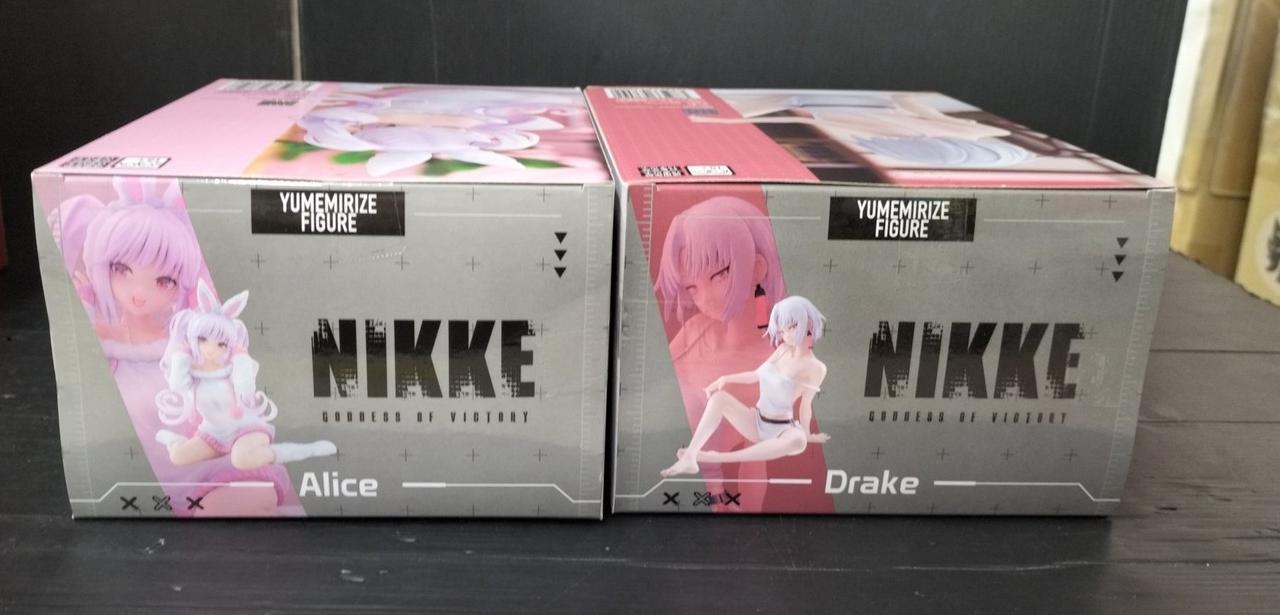 YUMEMIRIZE
FIGURE
NIKKE
GODDESS OF VICTORY
Alice
YUMEMIRIZE
FIGURE
NIKKE
GODDESS OF VICTORY
Drake